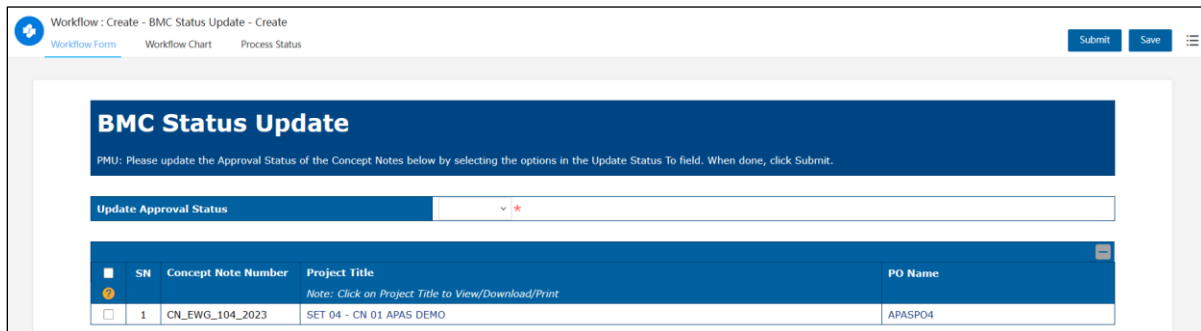 Workflow : Create - BMC Status Update - Create
Workflow Form Workflow Chart Process Status
Submit Save
BMC Status Update
PMU: Please update the Approval Status of the Concept Notes below by selecting the options in the Update Status To field. When done, click Submit.
Update Approval Status *
SN Concept Note Number Project Title PO Name
? Note: Click on Project Title to View/Download/Print
1 CN_EWG_104_2023 SET 04 - CN 01 APAS DEMO APASPO4